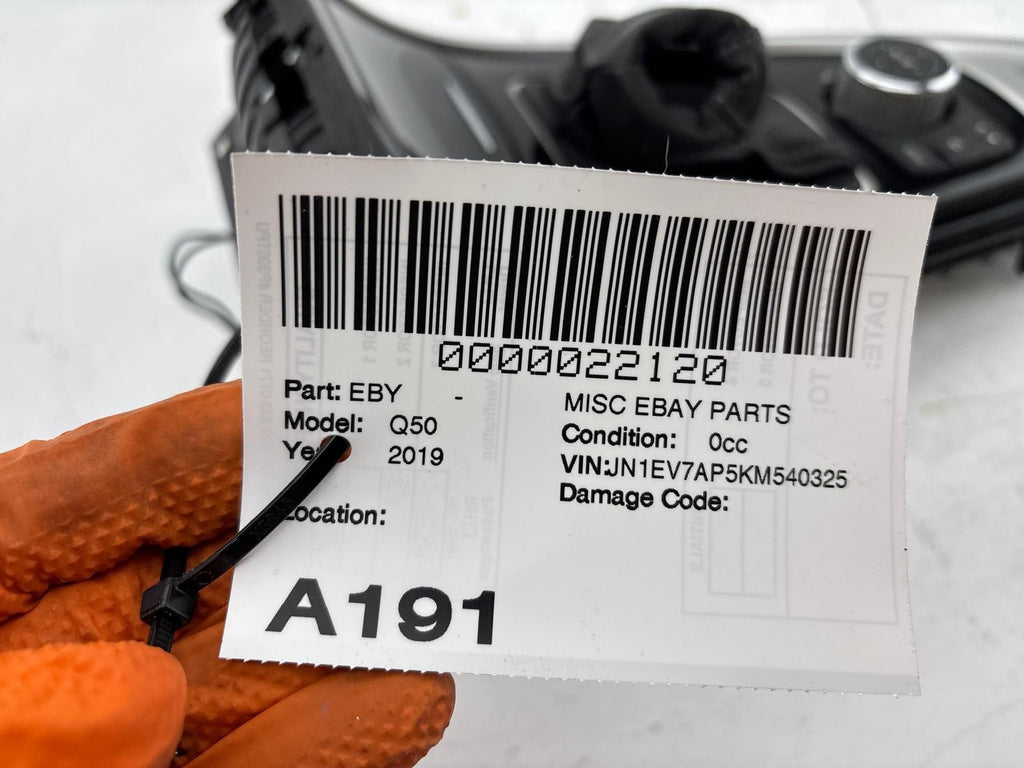 0000022120
Part: EBY - MISC EBAY PARTS
Model: Q50 Condition: 0cc
2019 VIN:JN1EV7AP5KM540325
Location: Damage Code:
A191